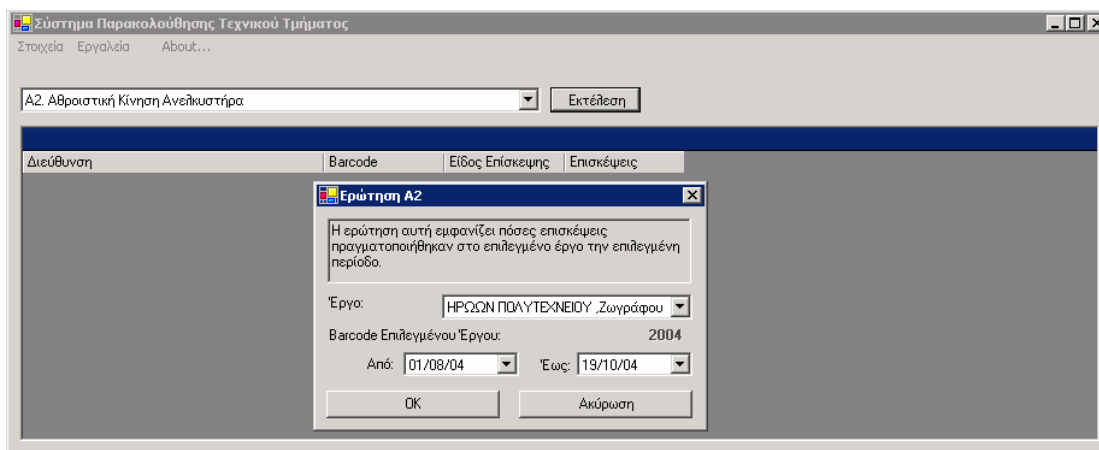 Σύστημα Παρακολούθησης Τεχνικού Τμήματος
Στοιχεία Εργαλεία About...
Α2. Αθροιστική Κίνηση Ανελκυστήρα Εκτέλεση
Διεύθυνση Barcode Είδος Επίσκεψης Επισκέψεις
Ερώτηση Α2
Η ερώτηση αυτή εμφανίζει πόσες επισκέψεις
πραγματοποιήθηκαν στο επιλεγμένο έργο την επιλεγμένη
περίοδο.
Έργο: ΗΡΩΩΝ ΠΟΛΥΤΕΧΝΕΙΟΥ ,Ζωγράφου
Barcode Επιλεγμένου Έργου: 2004
Από: 01/08/04 Έως: 19/10/04
OK Ακύρωση